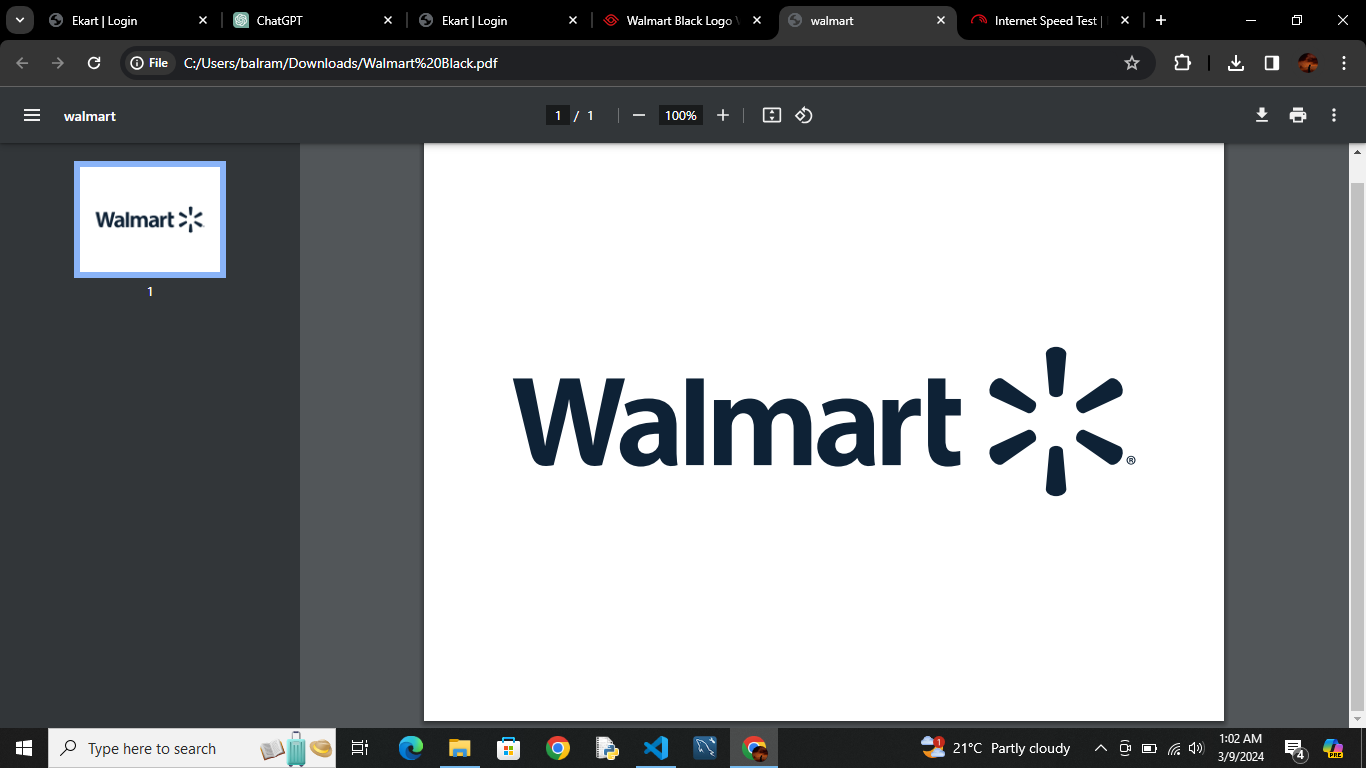 Ekart | Login
ChatGPT
Ekart | Login
Walmart Black Logo
walmart
Internet Speed Test |
File
C:/Users/balram/Downloads/Walmart%20Black.pdf
walmart
1 / 1
100%
Walmart
1
Walmart ®
Type here to search
1
21°C Partly cloudy
1:02 AM
3/9/2024
4
PRE